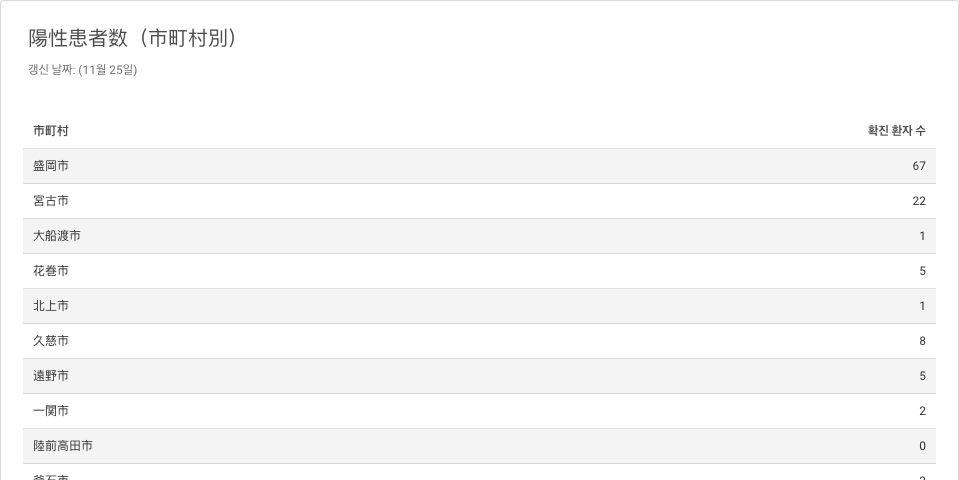 陽性患者数（市町村別）
갱신 날짜: (11월 25일)
市町村 확진 환자 수
盛岡市 67
宮古市 22
大船渡市 1
花巻市 5
北上市 1
久慈市 8
遠野市 5
一関市 2
陸前高田市 0